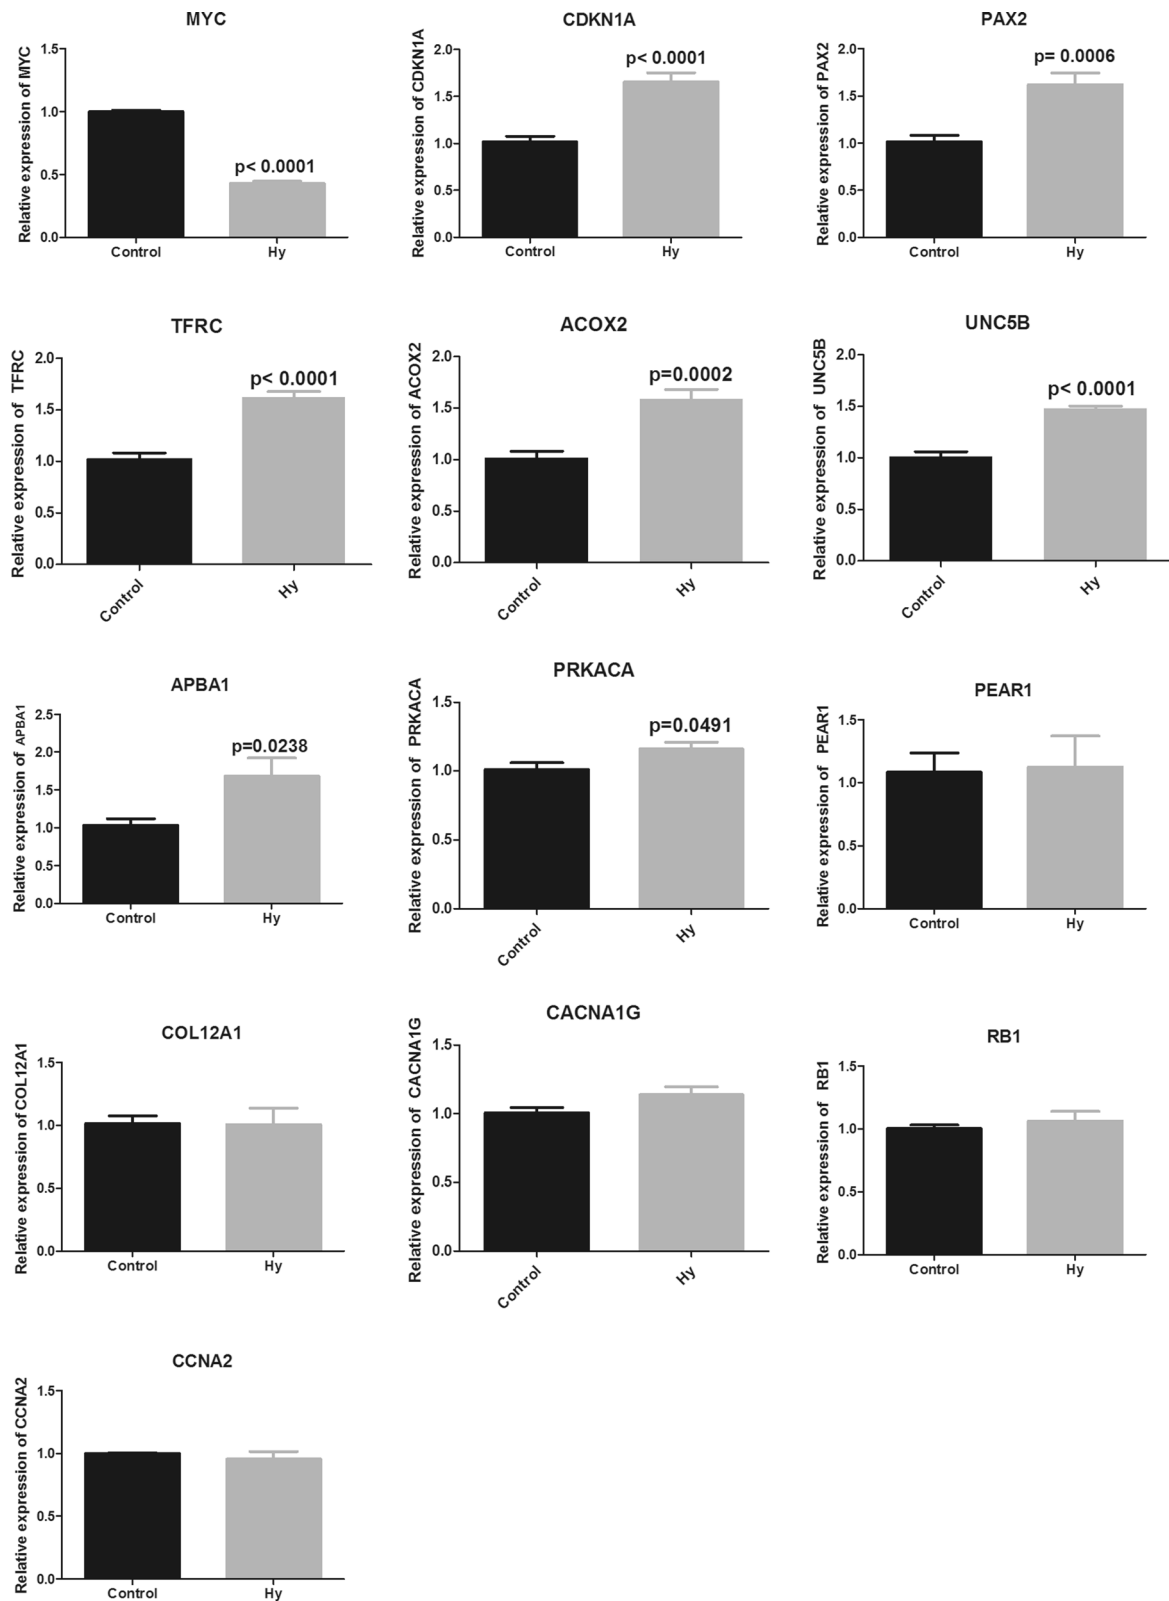 MYC
Relative expression of MYC
1.5
1.0
0.5
0.0
p< 0.0001
Control
Hy
CDKN1A
Relative expression of CDKN1A
2.0
1.5
1.0
0.5
0.0
p< 0.0001
Control
Hy
PAX2
Relative expression of PAX2
2.0
1.5
1.0
0.5
0.0
p= 0.0006
Control
Hy
TFRC
Relative expression of TFRC
2.0
1.5
1.0
0.5
0.0
p< 0.0001
Control
Hy
ACOX2
Relative expression of ACOX2
2.0
1.5
1.0
0.5
0.0
p=0.0002
Control
Hy
UNC5B
Relative expression of UNC5B
2.0
1.5
1.0
0.5
0.0
p< 0.0001
Control
Hy
APBA1
Relative expression of APBA1
2.5
2.0
1.5
1.0
0.5
0.0
p=0.0238
Control
Hy
PRKACA
Relative expression of PRKACA
1.5
1.0
0.5
0.0
p=0.0491
Control
Hy
PEAR1
Relative expression of PEAR1
1.5
1.0
0.5
0.0
Control
Hy
COL12A1
Relative expression of COL12A1
1.5
1.0
0.5
0.0
Control
Hy
CACNA1G
Relative expression of CACNA1G
1.5
1.0
0.5
0.0
Control
Hy
RB1
Relative expression of RB1
1.5
1.0
0.5
0.0
Control
Hy
CCNA2
Relative expression of CCNA2
1.5
1.0
0.5
0.0
Control
Hy